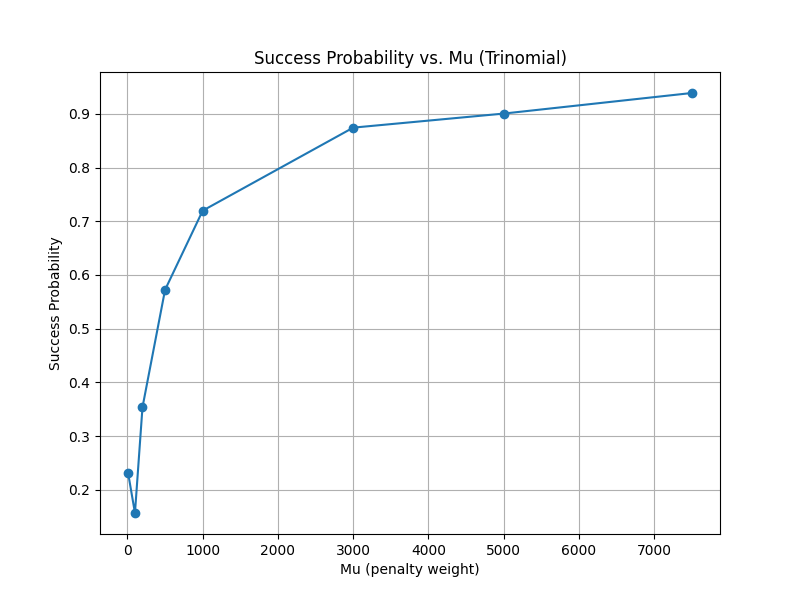 Success Probability vs. Mu (Trinomial)
Success Probability
0.9
0.8
0.7
0.6
0.5
0.4
0.3
0.2
0 1000 2000 3000 4000 5000 6000 7000
Mu (penalty weight)